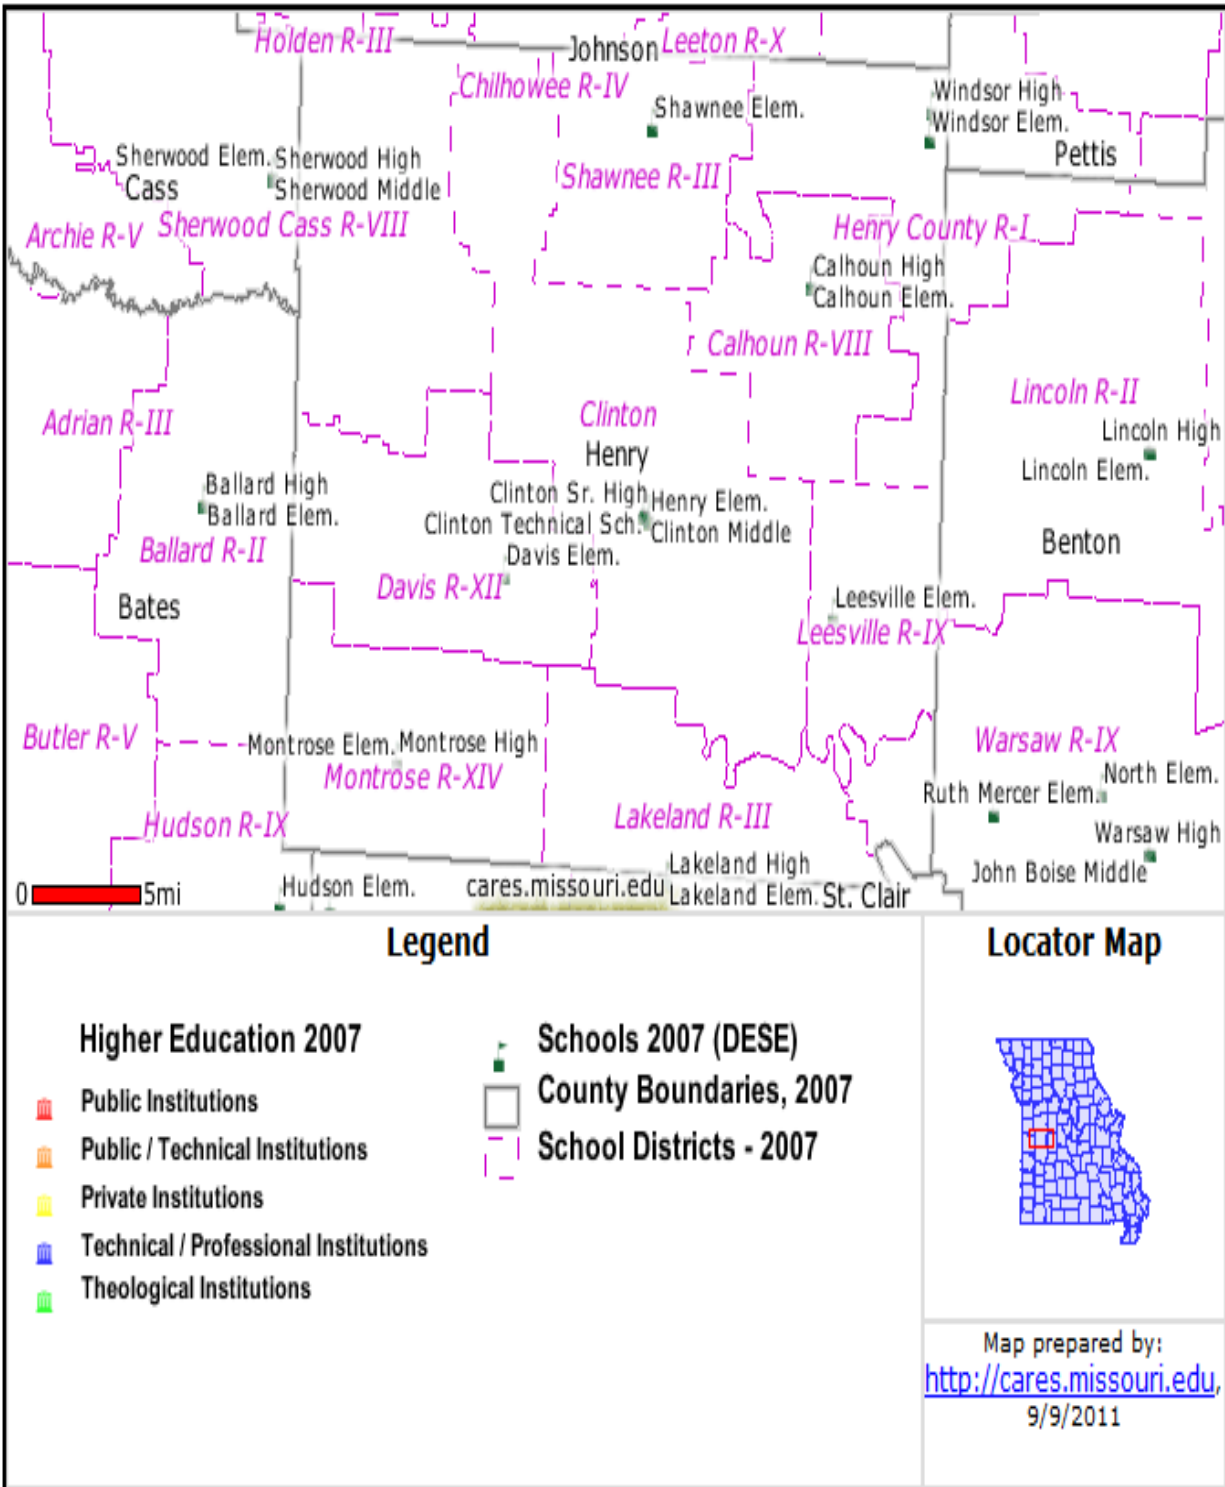 Holden R-III
Johnson
Leeton R-X
Chilhowee R-IV
Shawnee Elem.
Windsor High
Windsor Elem.
Pettis
Sherwood Elem.
Sherwood High
Sherwood Middle
Cass
Shawnee R-III
Archie R-V
Sherwood Cass R-VIII
Henry County R-I
Calhoun High
Calhoun Elem.
Calhoun R-VIII
Adrian R-III
Clinton
Lincoln R-II
Henry
Lincoln High
Lincoln Elem.
Ballard High
Ballard Elem.
Clinton Sr. High
Henry Elem.
Clinton Technical Sch.
Clinton Middle
Ballard R-II
Davis Elem.
Benton
Davis R-XII
Bates
Leesville Elem.
Leesville R-IX
Butler R-V
Montrose Elem.
Montrose High
Montrose R-XIV
Warsaw R-IX
North Elem.
Ruth Mercer Elem.
Hudson R-IX
Lakeland R-III
Warsaw High
John Boise Middle
Lakeland High
Lakeland Elem.
St. Clair
0 5mi
Hudson Elem.
cares.missouri.edu
Legend
Higher Education 2007
Public Institutions
Public / Technical Institutions
Private Institutions
Technical / Professional Institutions
Theological Institutions
Schools 2007 (DESE)
County Boundaries, 2007
School Districts - 2007
Locator Map
Map prepared by:
http://cares.missouri.edu,
9/9/2011